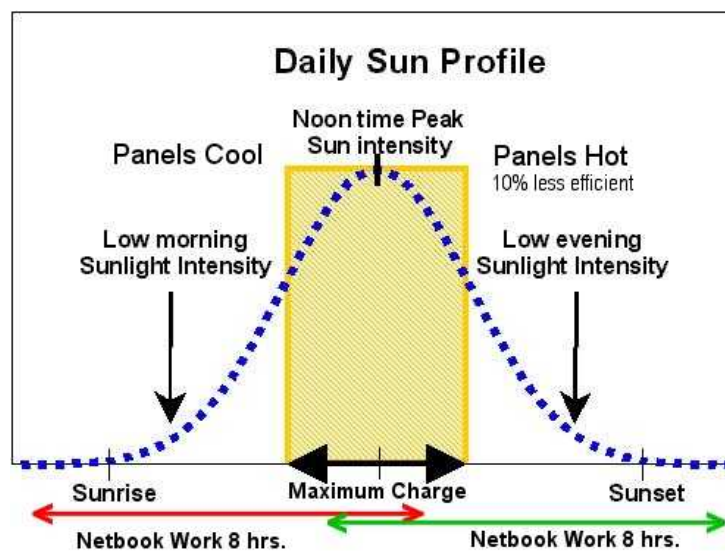 Daily Sun Profile
Noon time Peak
Sun intensity
Panels Cool
Panels Hot
10% less efficient
Low morning
Sunlight Intensity
Low evening
Sunlight Intensity
Sunrise
Maximum Charge
Sunset
Netbook Work 8 hrs.
Netbook Work 8 hrs.